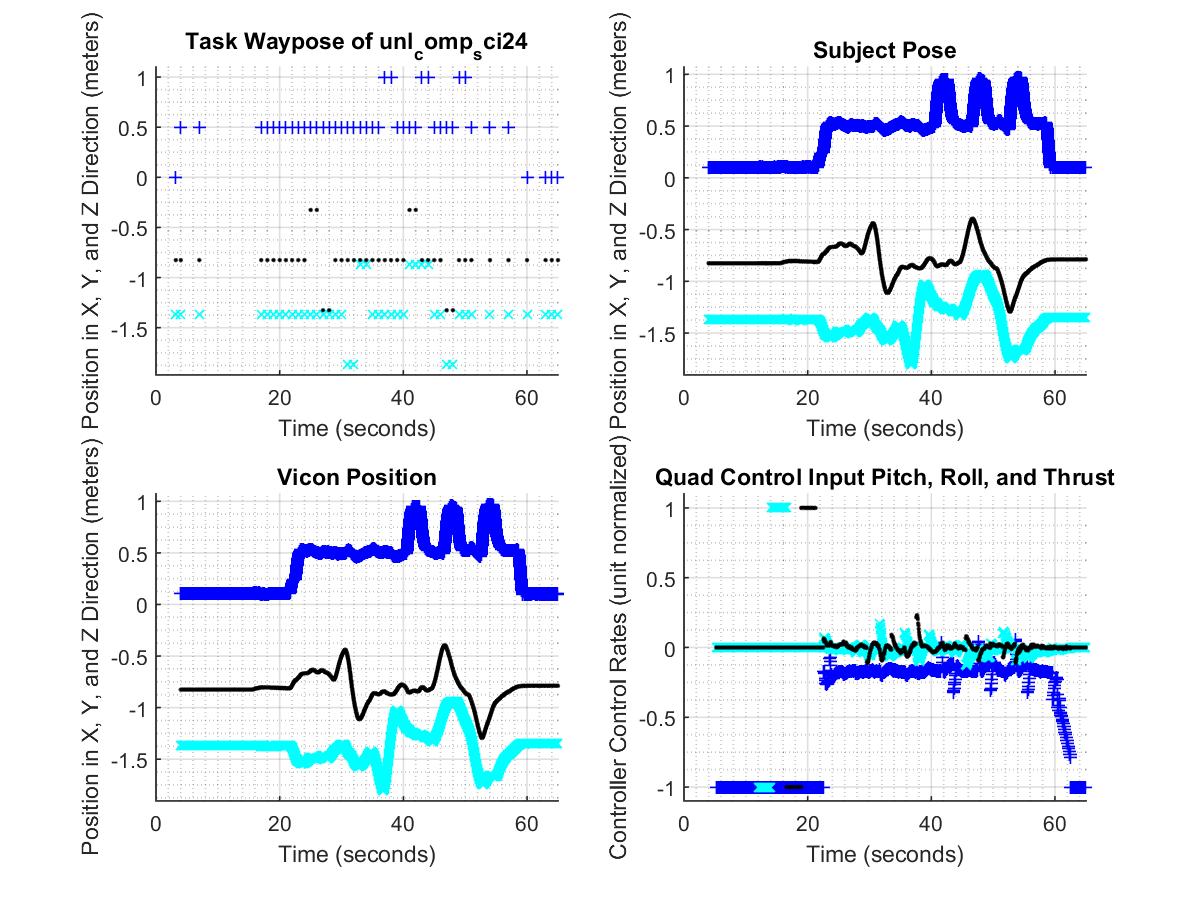 Task Waypose of unl_comp_sci24
Position in X, Y, and Z Direction (meters)
1
0.5
0
-0.5
-1
-1.5
0 20 40 60
Time (seconds)
Subject Pose
Position in X, Y, and Z Direction (meters)
1
0.5
0
-0.5
-1
-1.5
0 20 40 60
Time (seconds)
Vicon Position
Position in X, Y, and Z Direction (meters)
1
0.5
0
-0.5
-1
-1.5
0 20 40 60
Time (seconds)
Quad Control Input Pitch, Roll, and Thrust
Controller Control Rates (unit normalized)
1
0.5
0
-0.5
-1
0 20 40 60
Time (seconds)